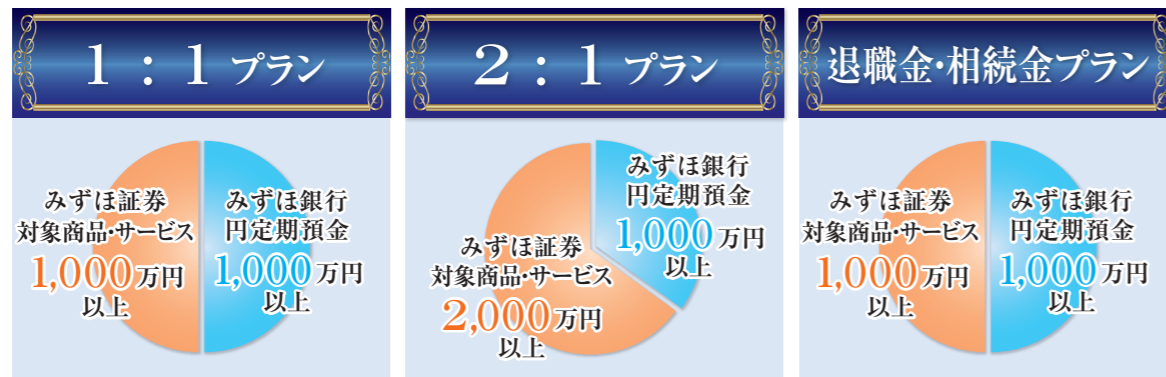 1:1プラン
みずほ証券
対象商品・サービス
1,000万円
以上
みずほ銀行
円定期預金
1,000万円
以上
2:1プラン
みずほ証券
対象商品・サービス
2,000万円
以上
みずほ銀行
円定期預金
1,000万円
以上
退職金・相続金プラン
みずほ証券
対象商品・サービス
1,000万円
以上
みずほ銀行
円定期預金
1,000万円
以上